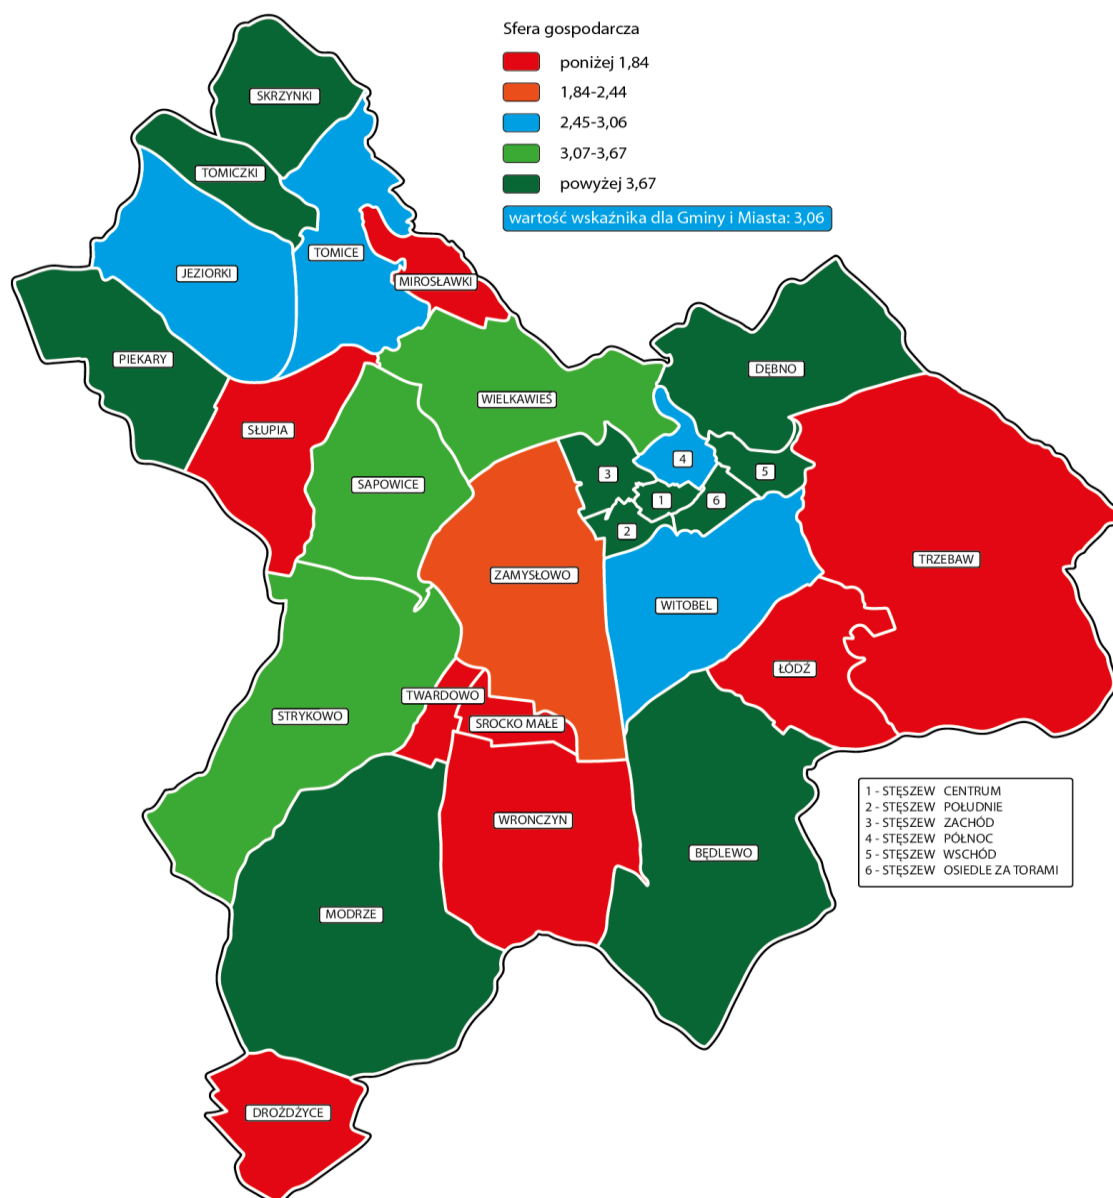 Sfera gospodarcza
poniżej 1,84
1,84-2,44
2,45-3,06
3,07-3,67
powyżej 3,67
wartość wskaźnika dla Gminy i Miasta: 3,06
SKRZYNKI
TOMICZKI
TOMICE
JEZIORKI
MIROSŁAWKI
PIEKARY
DĘBNO
WIELKAWIEŚ
SŁUPIA
4
5
3
SAPOWICE
1
6
2
TRZEBAW
ZAMYSŁOWO
WITOBEL
ŁÓDŹ
TWARDOWO
STRYKOWO
SROCKO MAŁE
WRONCZYN
BĘDLEWO
MODRZE
DROŻDŻYCE
1 - STĘSZEW CENTRUM
2 - STĘSZEW POŁUDNIE
3 - STĘSZEW ZACHÓD
4 - STĘSZEW PÓŁNOC
5 - STĘSZEW WSCHÓD
6 - STĘSZEW OSIEDLE ZA TORAMI